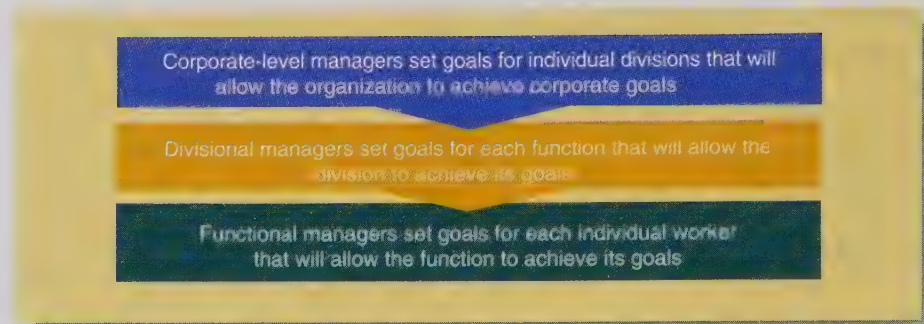 Corporate-level managers set goals for individual divisions that will
allow the organization to achieve corporate goals
Divisional managers set goals for each function that will allow the
division to achieve its goals
Functional managers set goals for each individual worker
that will allow the function to achieve its goals